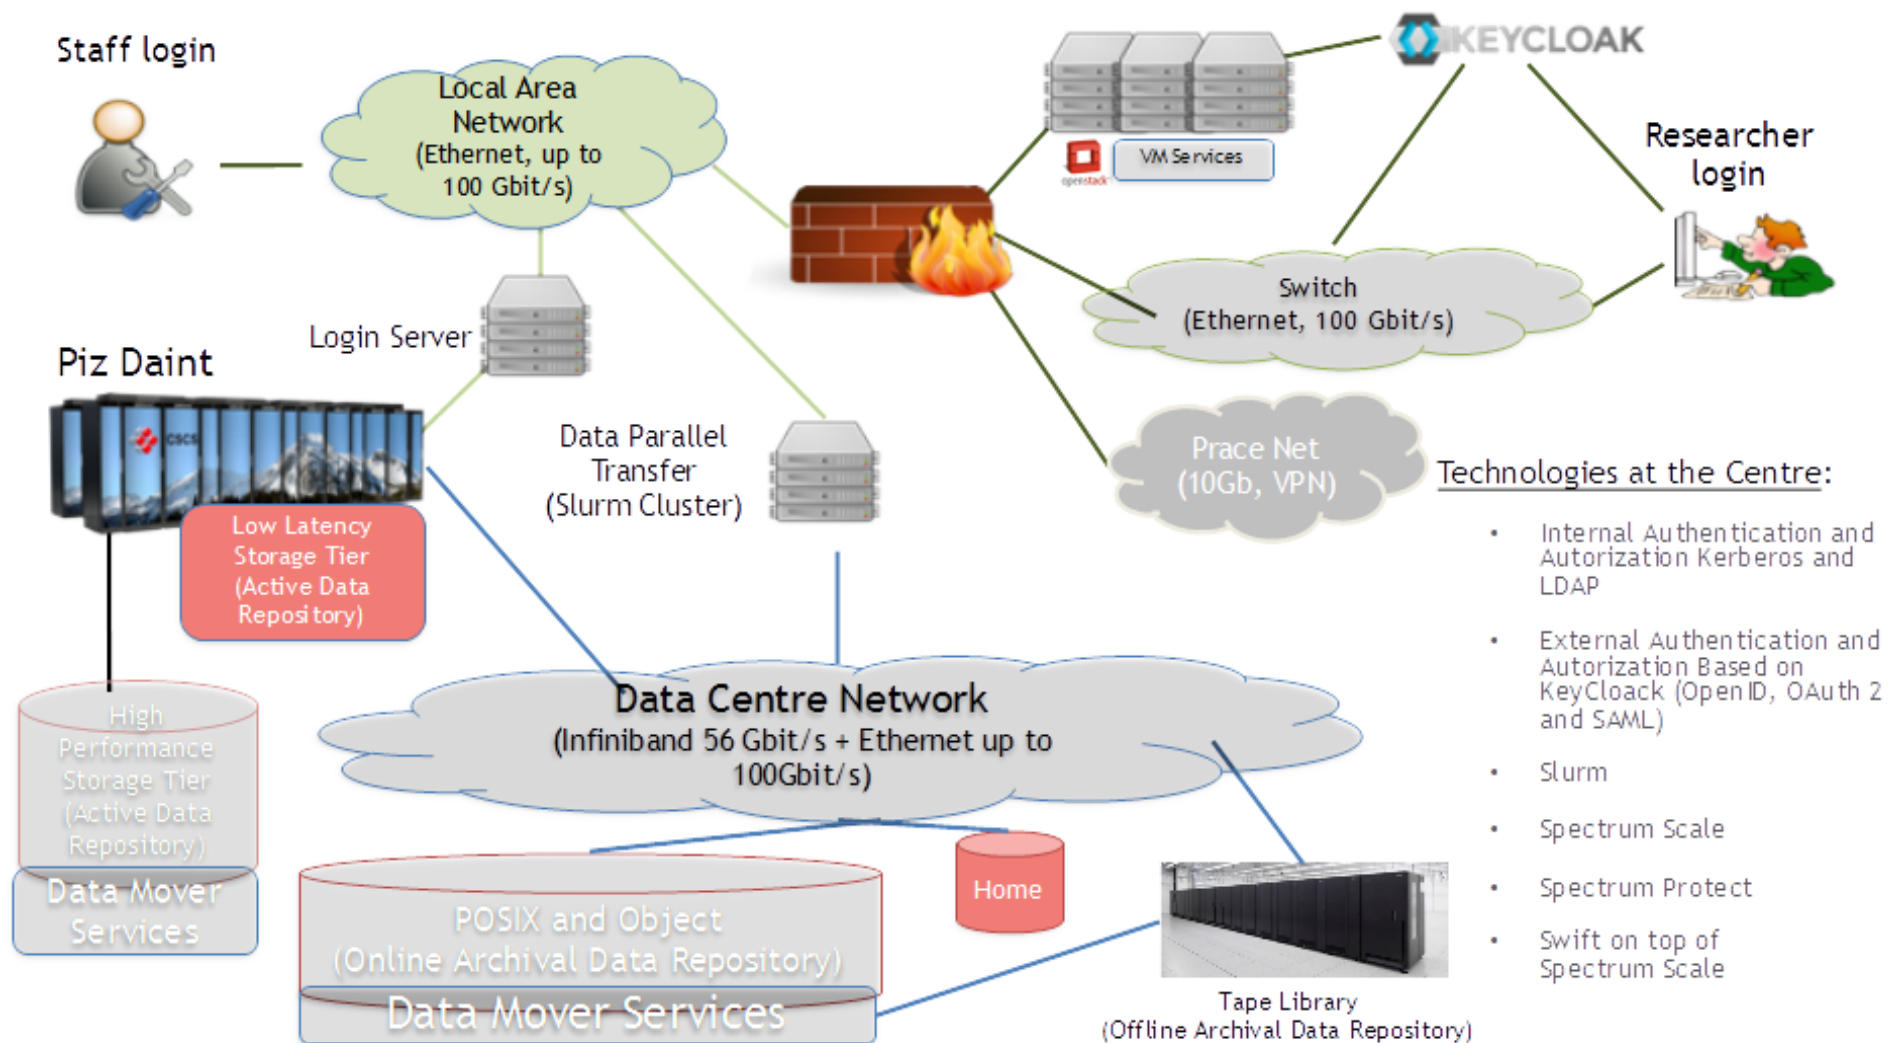 Staff login
Local Area
Network
(Ethernet, up to
100 Gbit/s)
KEYCLOAK
openstack
VM Services
Researcher
login
Switch
(Ethernet, 100 Gbit/s)
Login Server
Piz Daint
CSCS
Data Parallel
Transfer
(Slurm Cluster)
Prace Net
(10Gb, VPN)
Low Latency
Storage Tier
(Active Data
Repository)
Technologies at the Centre:
• Internal Authentication and
Autorization Kerberos and
LDAP
• External Authentication and
Autorization Based on
KeyCloack (OpenID, OAuth 2
and SAML)
• Slurm
• Spectrum Scale
• Spectrum Protect
• Swift on top of
Spectrum Scale
High
Performance
Storage Tier
(Active Data
Repository)
Data Mover
Services
Data Centre Network
(Infiniband 56 Gbit/s + Ethernet up to
100Gbit/s)
Home
POSIX and Object
(Online Archival Data Repository)
Data Mover Services
Tape Library
(Offline Archival Data Repository)